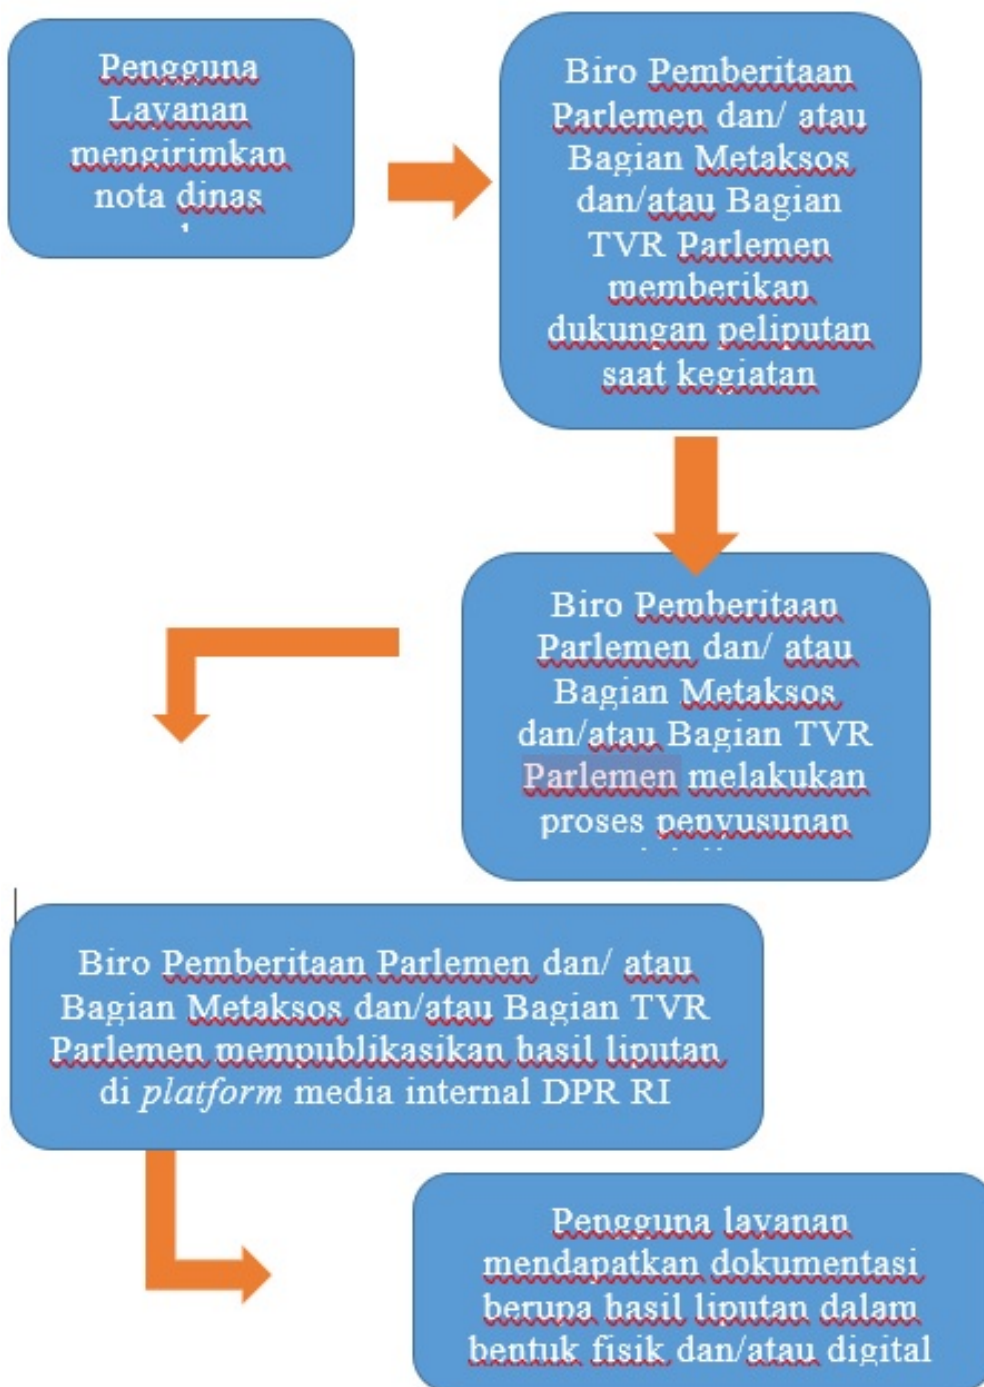 Pengguna
Layanan
mengirimkan
nota dinas
Biro Pemberitaan
Parlemen dan/ atau
Bagian Metaksos
dan/atau Bagian
TVR Parlemen
memberikan
dukungan peliputan
saat kegiatan
Biro Pemberitaan
Parlemen dan/ atau
Bagian Metaksos
dan/atau Bagian TVR
Parlemen melakukan
proses penyusunan
Biro Pemberitaan Parlemen dan/ atau
Bagian Metaksos dan/atau Bagian TVR
Parlemen mempublikasikan hasil liputan
di platform media internal DPR RI
Pengguna layanan
mendapatkan dokumentasi
berupa hasil liputan dalam
bentuk fisik dan/atau digital